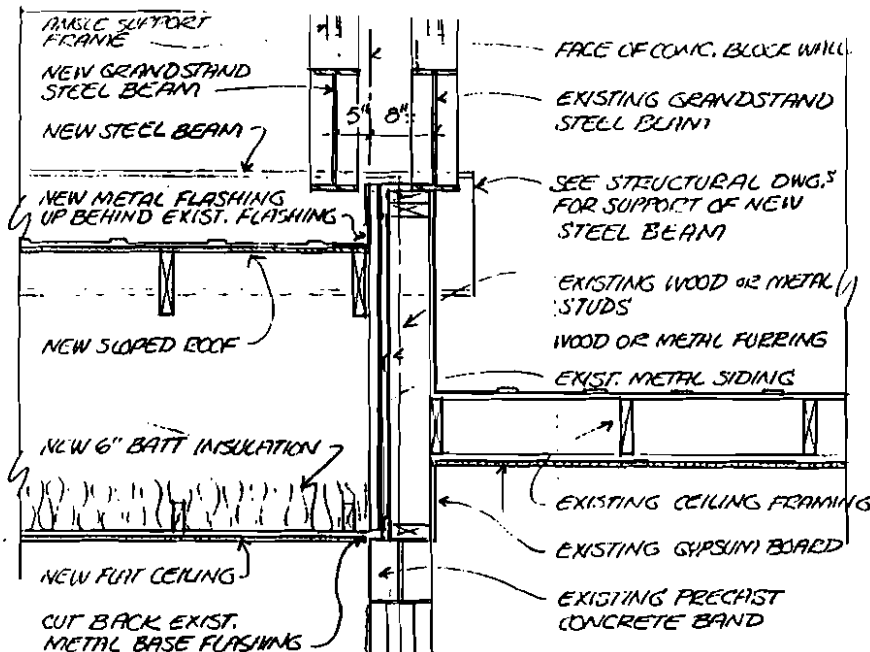 ANGLE SUPPORT
FRAME
NEW GRANDSTAND
STEEL BEAM
NEW STEEL BEAM
NEW METAL FLASHING
UP BEHIND EXIST. FLASHING
NEW SLOPED ROOF
NEW 6" BATT INSULATION
NEW FLAT CEILING
CUT BACK EXIST.
METAL BASE FLASHING
5" 8"
FACE OF CONC. BLOCK WALL
EXISTING GRANDSTAND
STEEL BEAM
SEE STRUCTURAL DWG.S
FOR SUPPORT OF NEW
STEEL BEAM
EXISTING WOOD OR METAL
STUDS
WOOD OR METAL FURRING
EXIST. METAL SIDING
EXISTING CEILING FRAMING
EXISTING GYPSUM BOARD
EXISTING PRECAST
CONCRETE BAND